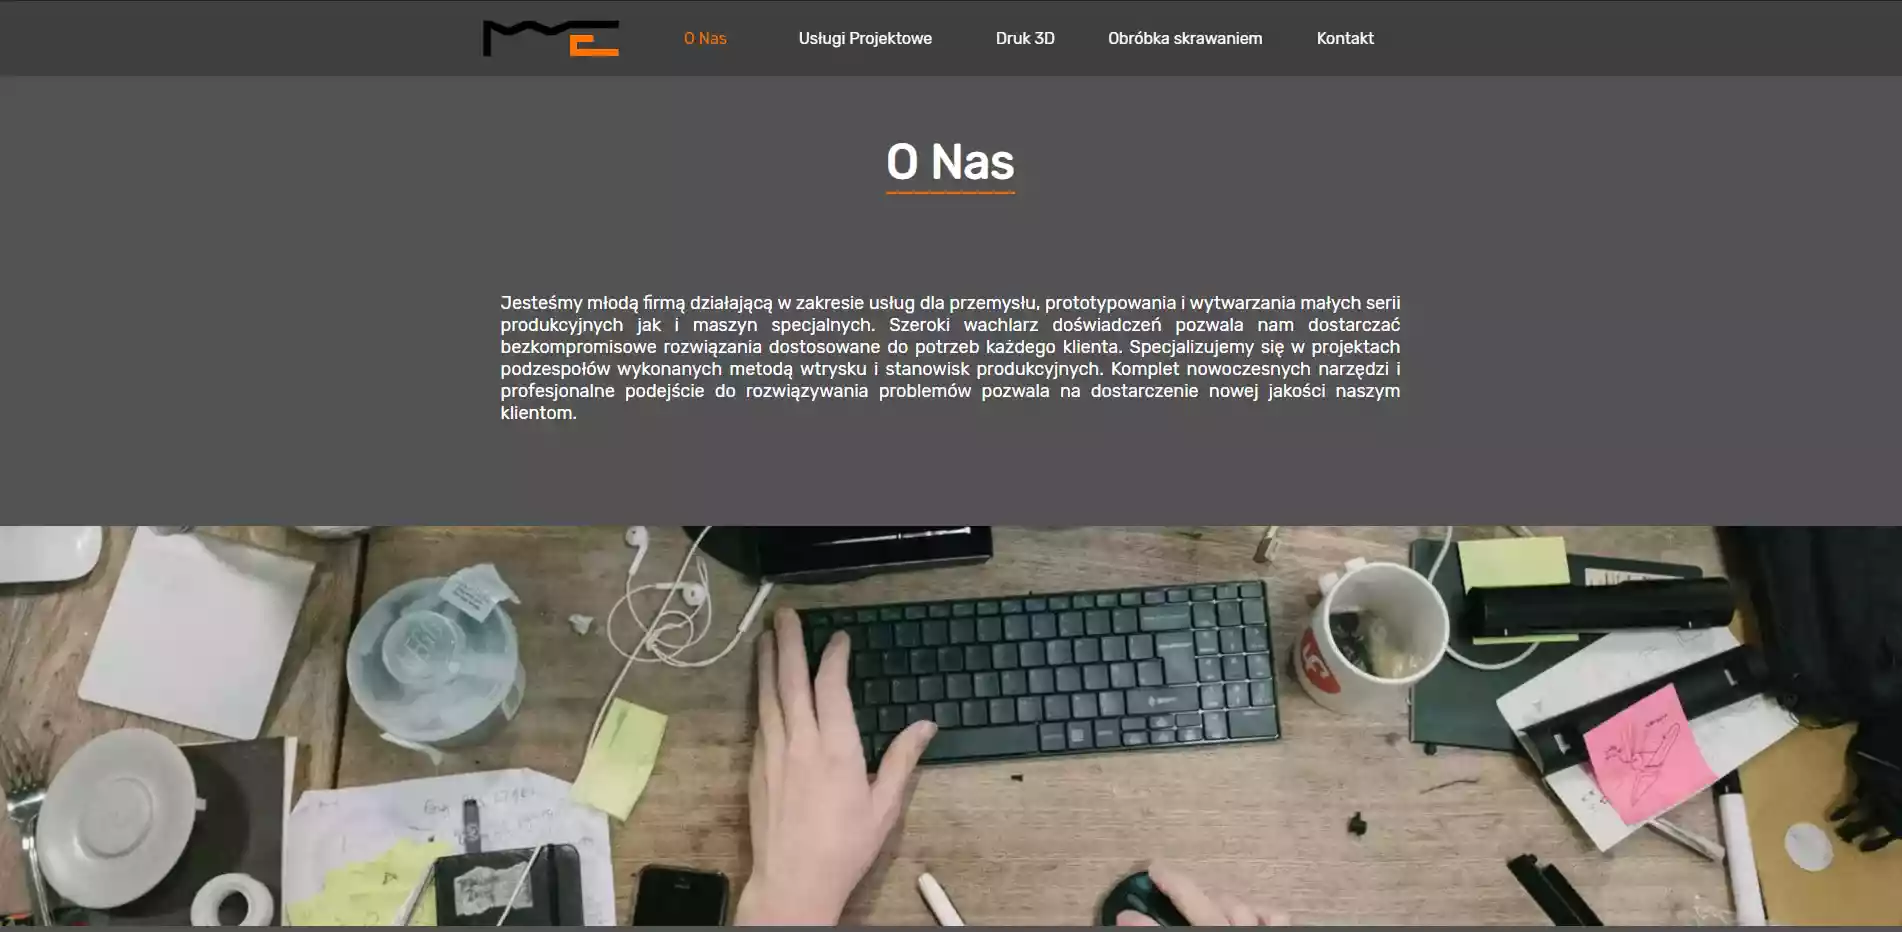 ME
O Nas
Usługi Projektowe
Druk 3D
Obróbka skrawaniem
Kontakt
O Nas
Jesteśmy młodą firmą działającą w zakresie usług dla przemysłu, prototypowania i wytwarzania małych serii
produkcyjnych jak i maszyn specjalnych. Szeroki wachlarz doświadczeń pozwala nam dostarczać
bezkompromisowe rozwiązania dostosowane do potrzeb każdego klienta. Specjalizujemy się w projektach
podzespołów wykonanych metodą wtrysku i stanowisk produkcyjnych. Komplet nowoczesnych narzędzi i
profesjonalne podejście do rozwiązywania problemów pozwala na dostarczenie nowej jakości naszym
klientom.